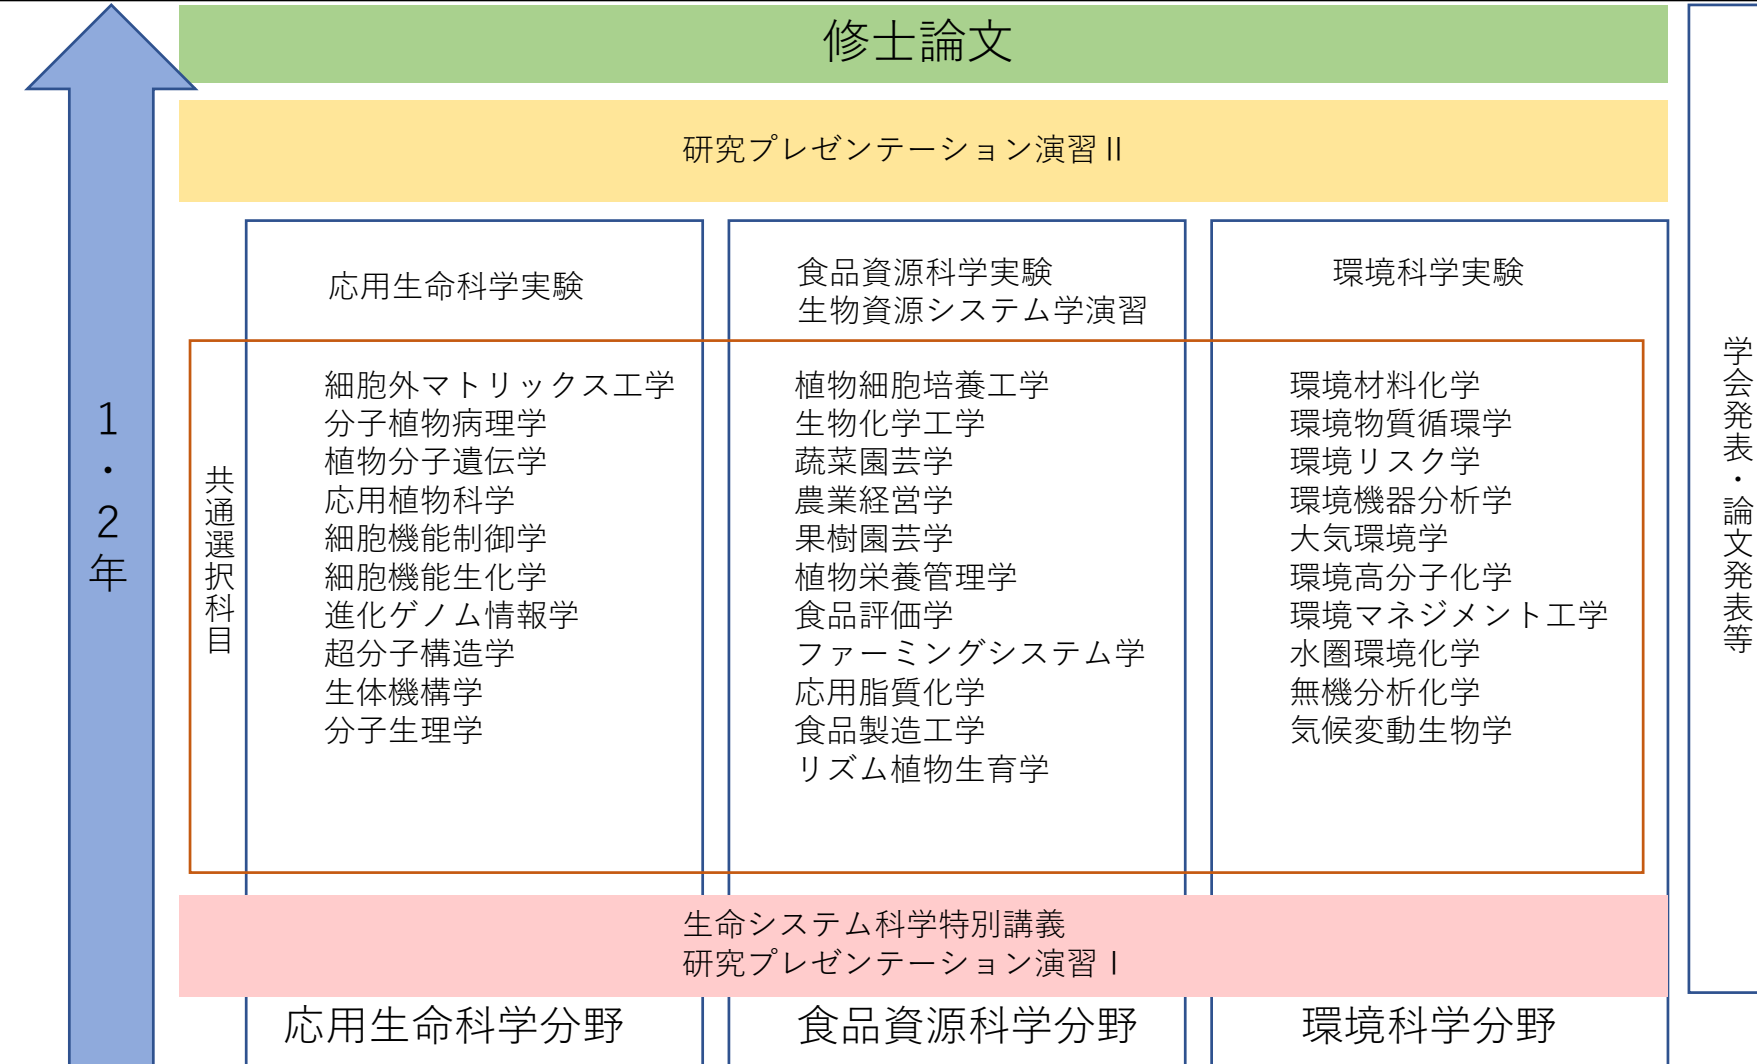 修士論文
研究プレゼンテーション演習Ⅱ
応用生命科学実験
食品資源科学実験
生物資源システム学演習
環境科学実験
1・2年
共通選択科目
細胞外マトリックス工学
分子植物病理学
植物分子遺伝学
応用植物科学
細胞機能制御学
細胞機能生化学
進化ゲノム情報学
超分子構造学
生体機構学
分子生理学
植物細胞培養工学
生物化学工学
蔬菜園芸学
農業経営学
果樹園芸学
植物栄養管理学
食品評価学
ファーミングシステム学
応用脂質化学
食品製造工学
リズム植物生育学
環境材料化学
環境物質循環学
環境リスク学
環境機器分析学
大気環境学
環境高分子化学
環境マネジメント工学
水圏環境化学
無機分析化学
気候変動生物学
学会発表・論文発表等
生命システム科学特別講義
研究プレゼンテーション演習Ⅰ
応用生命科学分野
食品資源科学分野
環境科学分野